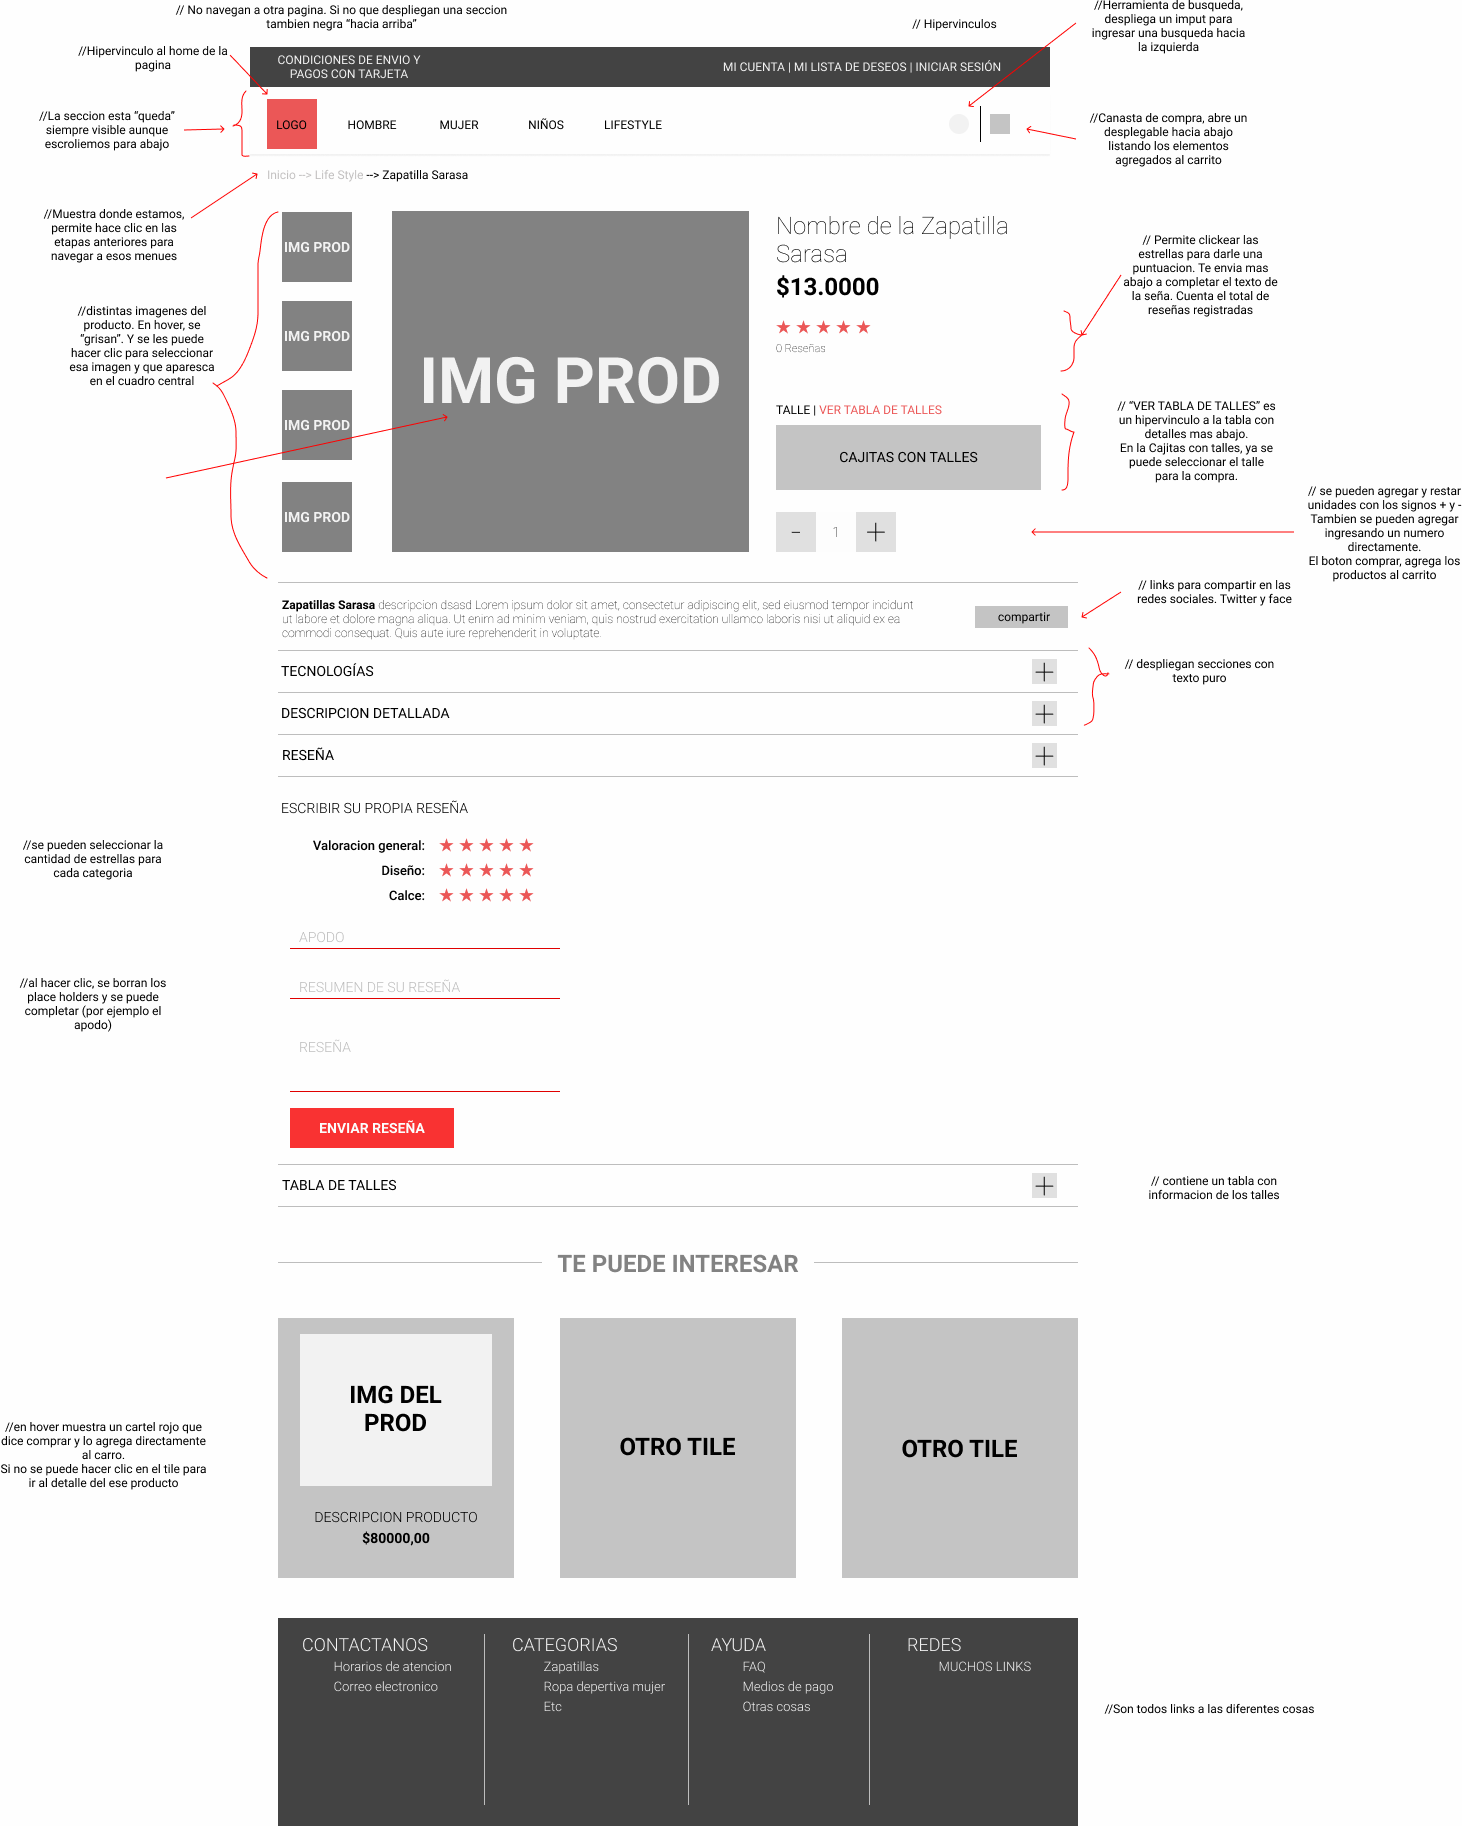 // No navegan a otra pagina. Si no que despliegan una seccion
tambien negra “hacia arriba”
// Hipervinculos
//Herramienta de busqueda,
despliega un imput para
ingresar una busqueda hacia
la izquierda
//Hipervinculo al home de la
pagina
CONDICIONES DE ENVIO Y
PAGOS CON TARJETA
MI CUENTA | MI LISTA DE DESEOS | INICIAR SESIÓN
//La seccion esta “queda”
siempre visible aunque
escroliemos para abajo
LOGO
HOMBRE
MUJER
NIÑOS
LIFESTYLE
//Canasta de compra, abre un
desplegable hacia abajo
listando los elementos
agregados al carrito
Inicio --> Life Style --> Zapatilla Sarasa
//Muestra donde estamos,
permite hace clic en las
etapas anteriores para
navegar a esos menues
IMG PROD
IMG PROD
IMG PROD
IMG PROD
IMG PROD
Nombre de la Zapatilla
Sarasa
$13.0000
★ ★ ★ ★ ★
0 Reseñas
// Permite clickear las
estrellas para darle una
puntuacion. Te envia mas
abajo a completar el texto de
la seña. Cuenta el total de
reseñas registradas
//distintas imagenes del
producto. En hover, se
“grisan”. Y se les puede
hacer clic para seleccionar
esa imagen y que aparesca
en el cuadro central
TALLE | VER TABLA DE TALLES
CAJITAS CON TALLES
// “VER TABLA DE TALLES” es
un hipervinculo a la tabla con
detalles mas abajo.
En la Cajitas con talles, ya se
puede seleccionar el talle
para la compra.
- 1 +
// se pueden agregar y restar
unidades con los signos + y -
Tambien se pueden agregar
ingresando un numero
directamente.
El boton comprar, agrega los
productos al carrito
Zapatillas Sarasa descripcion dsasd Lorem ipsum dolor sit amet, consectetur adipiscing elit, sed eiusmod tempor incidunt
ut labore et dolore magna aliqua. Ut enim ad minim veniam, quis nostrud exercitation ullamco laboris nisi ut aliquid ex ea
commodi consequat. Quis aute iure reprehenderit in voluptate.
compartir
// links para compartir en las
redes sociales. Twitter y face
TECNOLOGÍAS +
DESCRIPCION DETALLADA +
RESEÑA +
// despliegan secciones con
texto puro
ESCRIBIR SU PROPIA RESEÑA
Valoracion general: ★ ★ ★ ★ ★
Diseño: ★ ★ ★ ★ ★
Calce: ★ ★ ★ ★ ★
//se pueden seleccionar la
cantidad de estrellas para
cada categoria
APODO
RESUMEN DE SU RESEÑA
RESEÑA
//al hacer clic, se borran los
place holders y se puede
completar (por ejemplo el
apodo)
ENVIAR RESEÑA
TABLA DE TALLES +
// contiene un tabla con
informacion de los talles
TE PUEDE INTERESAR
IMG DEL
PROD
DESCRIPCION PRODUCTO
$80000,00
OTRO TILE
OTRO TILE
//en hover muestra un cartel rojo que
dice comprar y lo agrega directamente
al carro.
Si no se puede hacer clic en el tile para
ir al detalle del ese producto
CONTACTANOS
Horarios de atencion
Correo electronico
CATEGORIAS
Zapatillas
Ropa depertiva mujer
Etc
AYUDA
FAQ
Medios de pago
Otras cosas
REDES
MUCHOS LINKS
//Son todos links a las diferentes cosas